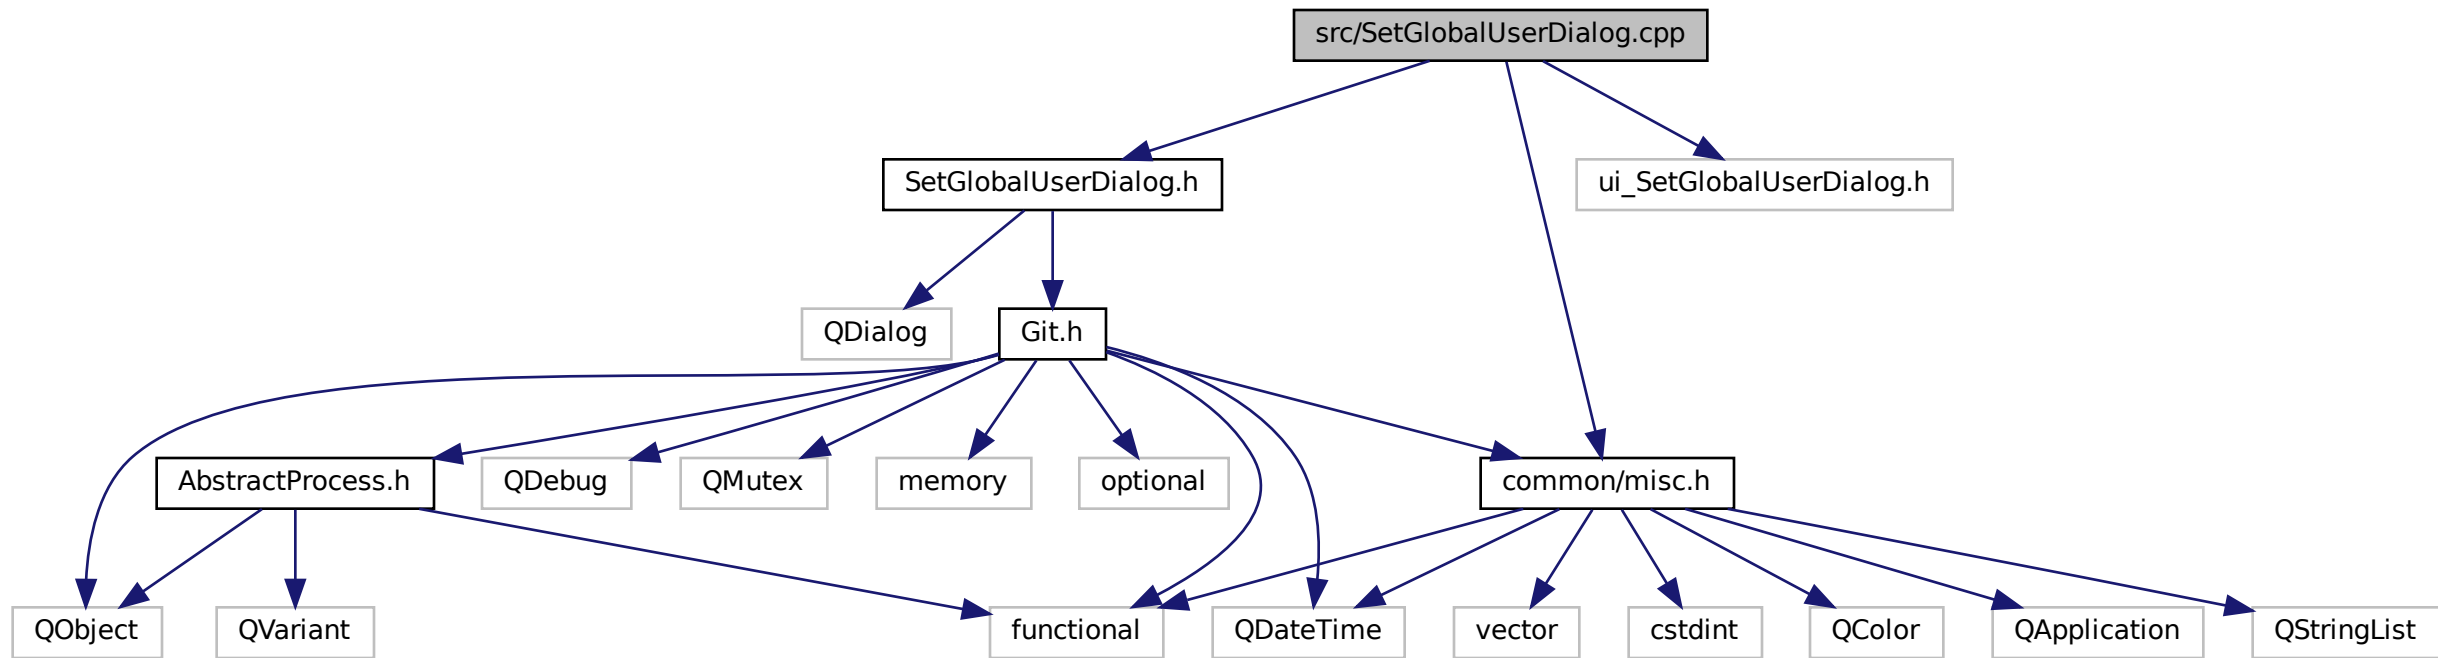 src/SetGlobalUserDialog.cpp
SetGlobalUserDialog.h
ui_SetGlobalUserDialog.h
QDialog
Git.h
AbstractProcess.h
QDebug
QMutex
memory
optional
common/misc.h
QObject
QVariant
functional
QDateTime
vector
cstdint
QColor
QApplication
QStringList